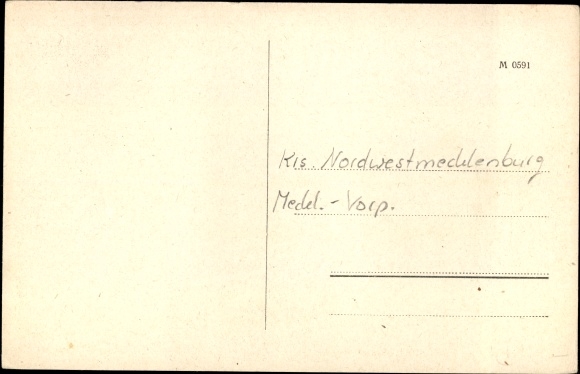 M 0591
Krs. Nordwestmecklenburg
Meckl.-Vorp.